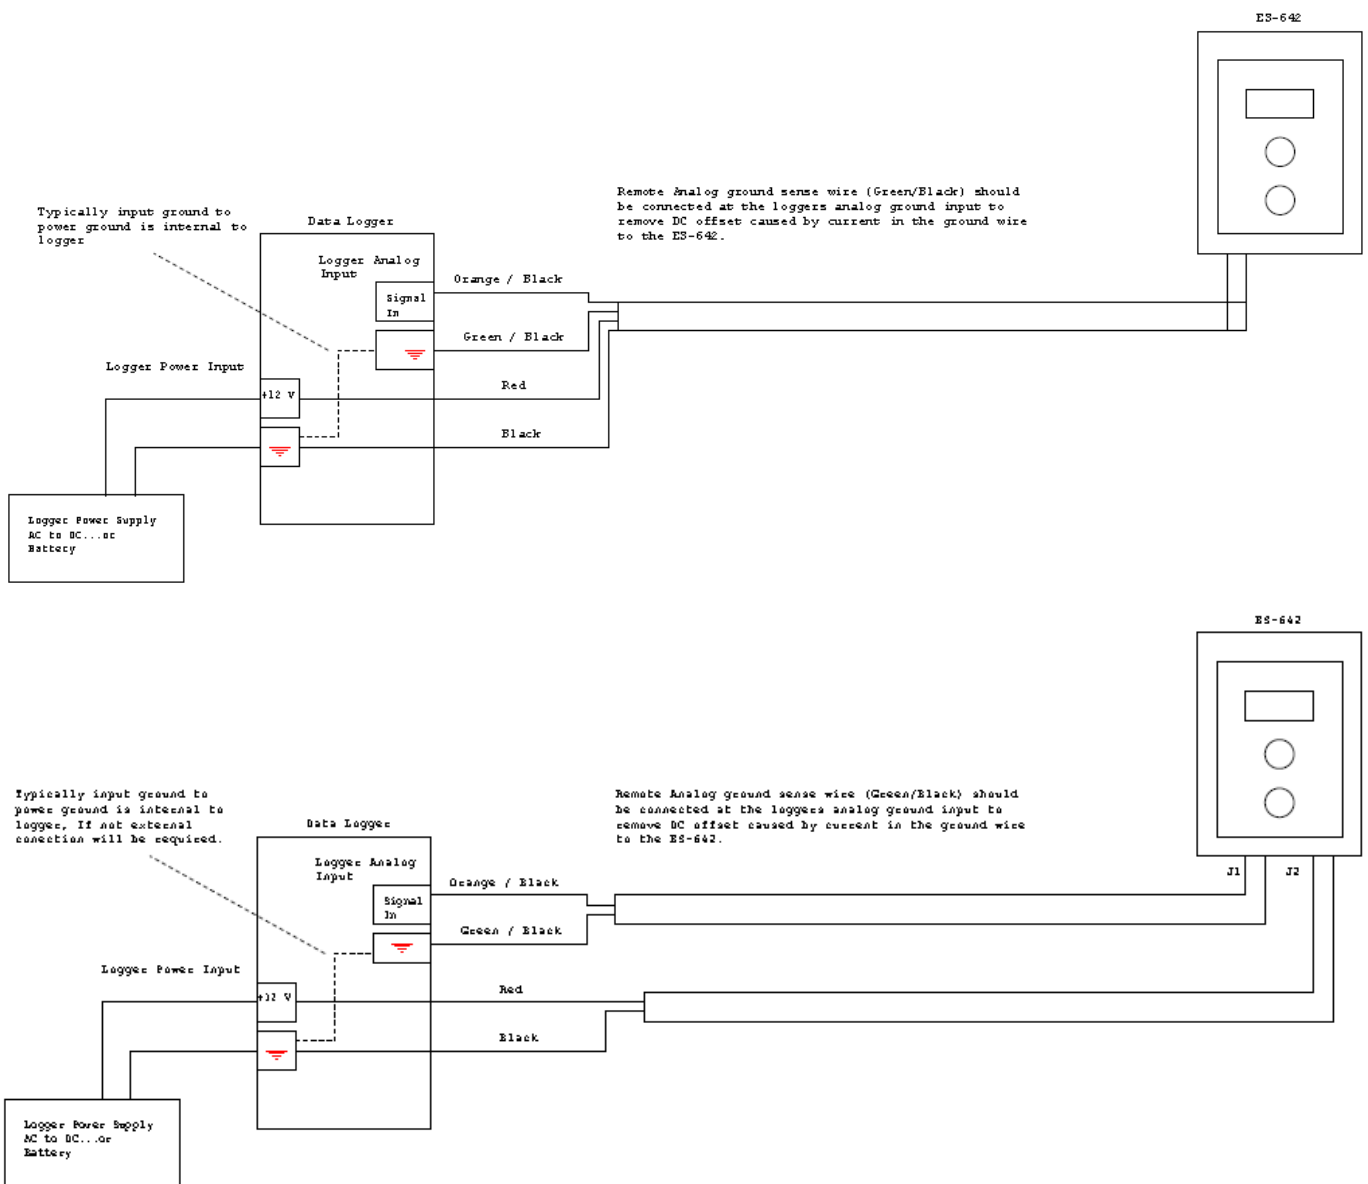 ES-642
Remote Analog ground sense wire (Green/Black) should
be connected at the loggers analog ground input to
remove DC offset caused by current in the ground wire
to the ES-642.
Typically input ground to
power ground is internal to
logger
Data Logger
Logger Analog
Input
Orange / Black
Signal
In
Green / Black
Logger Power Input
Red
+12 V
Black
Logger Power Supply
AC to DC...or
Battery
ES-642
Typically input ground to
power ground is internal to
logger, If not external
conection will be required.
Remote Analog ground sense wire (Green/Black) should
be connected at the loggers analog ground input to
remove DC offset caused by current in the ground wire
to the ES-642.
Data Logger
Logger Analog
Input
J1
J2
Orange / Black
Signal
In
Green / Black
Logger Power Input
Red
+12 V
Black
Logger Power Supply
AC to DC...or
Battery